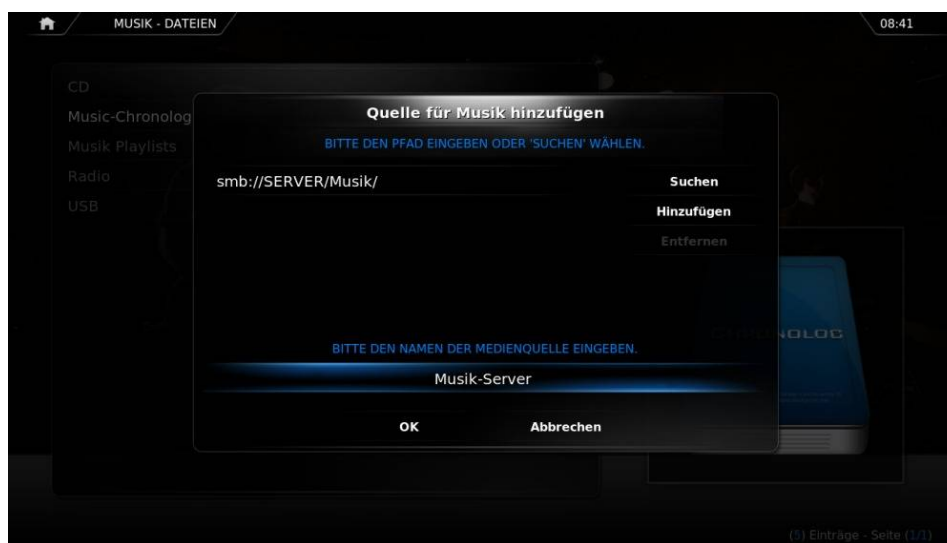 MUSIK - DATEIEN
08:41
CD
Music-Chronolog
Musik Playlists
Radio
USB
Quelle für Musik hinzufügen
BITTE DEN PFAD EINGEBEN ODER 'SUCHEN' WÄHLEN.
smb://SERVER/Musik/
Suchen
Hinzufügen
Entfernen
BITTE DEN NAMEN DER MEDIENQUELLE EINGEBEN.
Musik-Server
OK
Abbrechen
(5) Einträge - Seite (1/1)